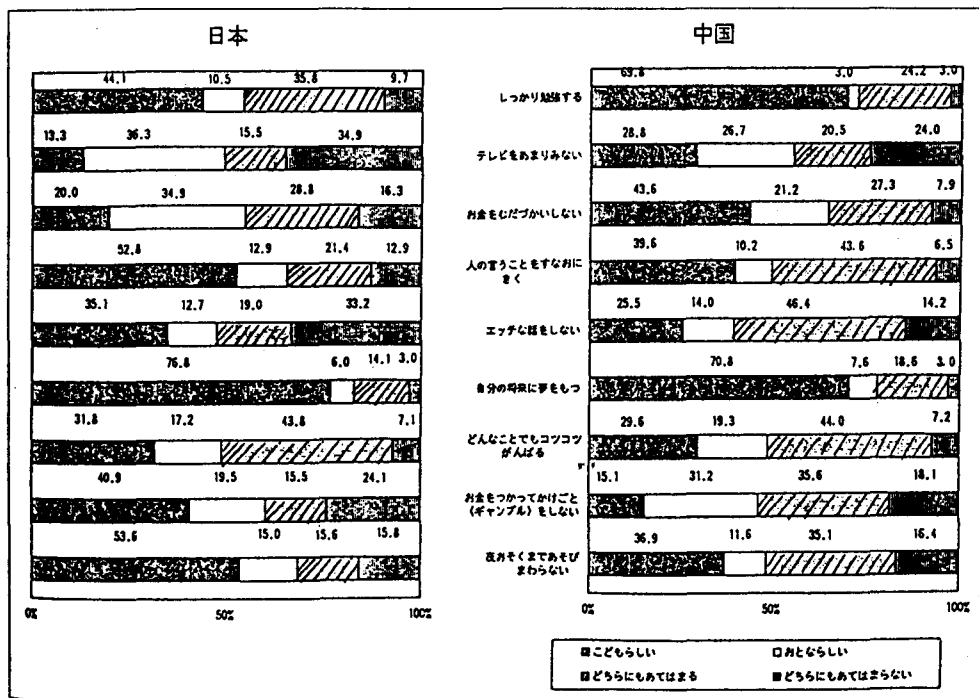 日本
中国
44.1 10.5 35.8 9.7
しっかり勉強する
69.8 3.0 24.2 3.0
13.3 36.3 15.5 34.9
テレビをあまりみない
28.8 26.7 20.5 24.0
20.0 34.9 28.8 16.3
お金をむだづかいしない
43.6 21.2 27.3 7.9
52.8 12.9 21.4 12.9
人の言うことをすなおに
きく
39.6 10.2 43.6 6.5
35.1 12.7 19.0 33.2
エッチな話をしない
25.5 14.0 46.4 14.2
76.8 6.0 14.1 3.0
自分の将来に夢をもつ
70.8 7.6 18.6 3.0
31.8 17.2 43.8 7.1
どんなことでもコツコツ
がんばる
29.6 19.3 44.0 7.2
40.9 19.5 15.5 24.1
お金をつかってかけごと
(ギャンブル)をしない
15.1 31.2 35.6 18.1
53.6 15.0 15.6 15.8
夜おそくまであそび
まわらない
36.9 11.6 35.1 16.4
0% 50% 100%
0% 50% 100%
こどもらしい おとならしい
どちらにもあてはまる どちらにもあてはまらない